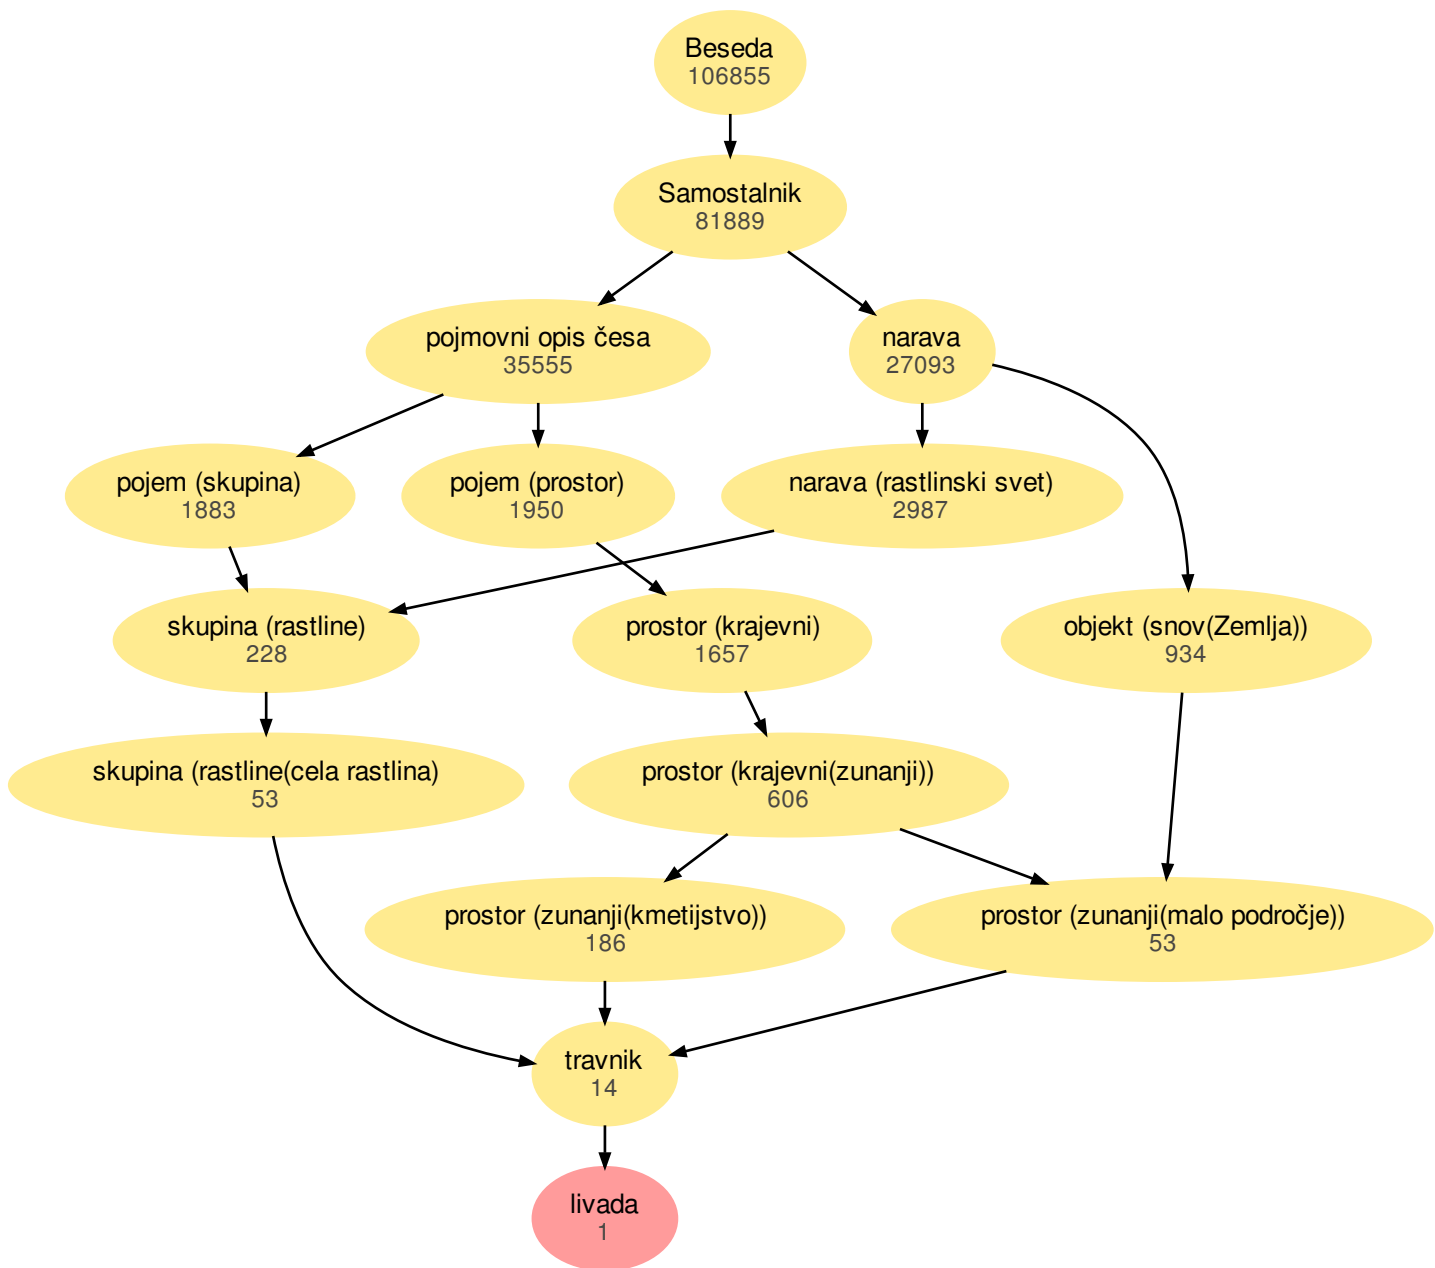 Beseda
106855
Samostalnik
81889
pojmovni opis česa
35555
narava
27093
pojem (skupina)
1883
pojem (prostor)
1950
narava (rastlinski svet)
2987
skupina (rastline)
228
prostor (krajevni)
1657
objekt (snov(Zemlja))
934
skupina (rastline(cela rastlina)
53
prostor (krajevni(zunanji))
606
prostor (zunanji(kmetijstvo))
186
prostor (zunanji(malo področje))
53
travnik
14
livada
1